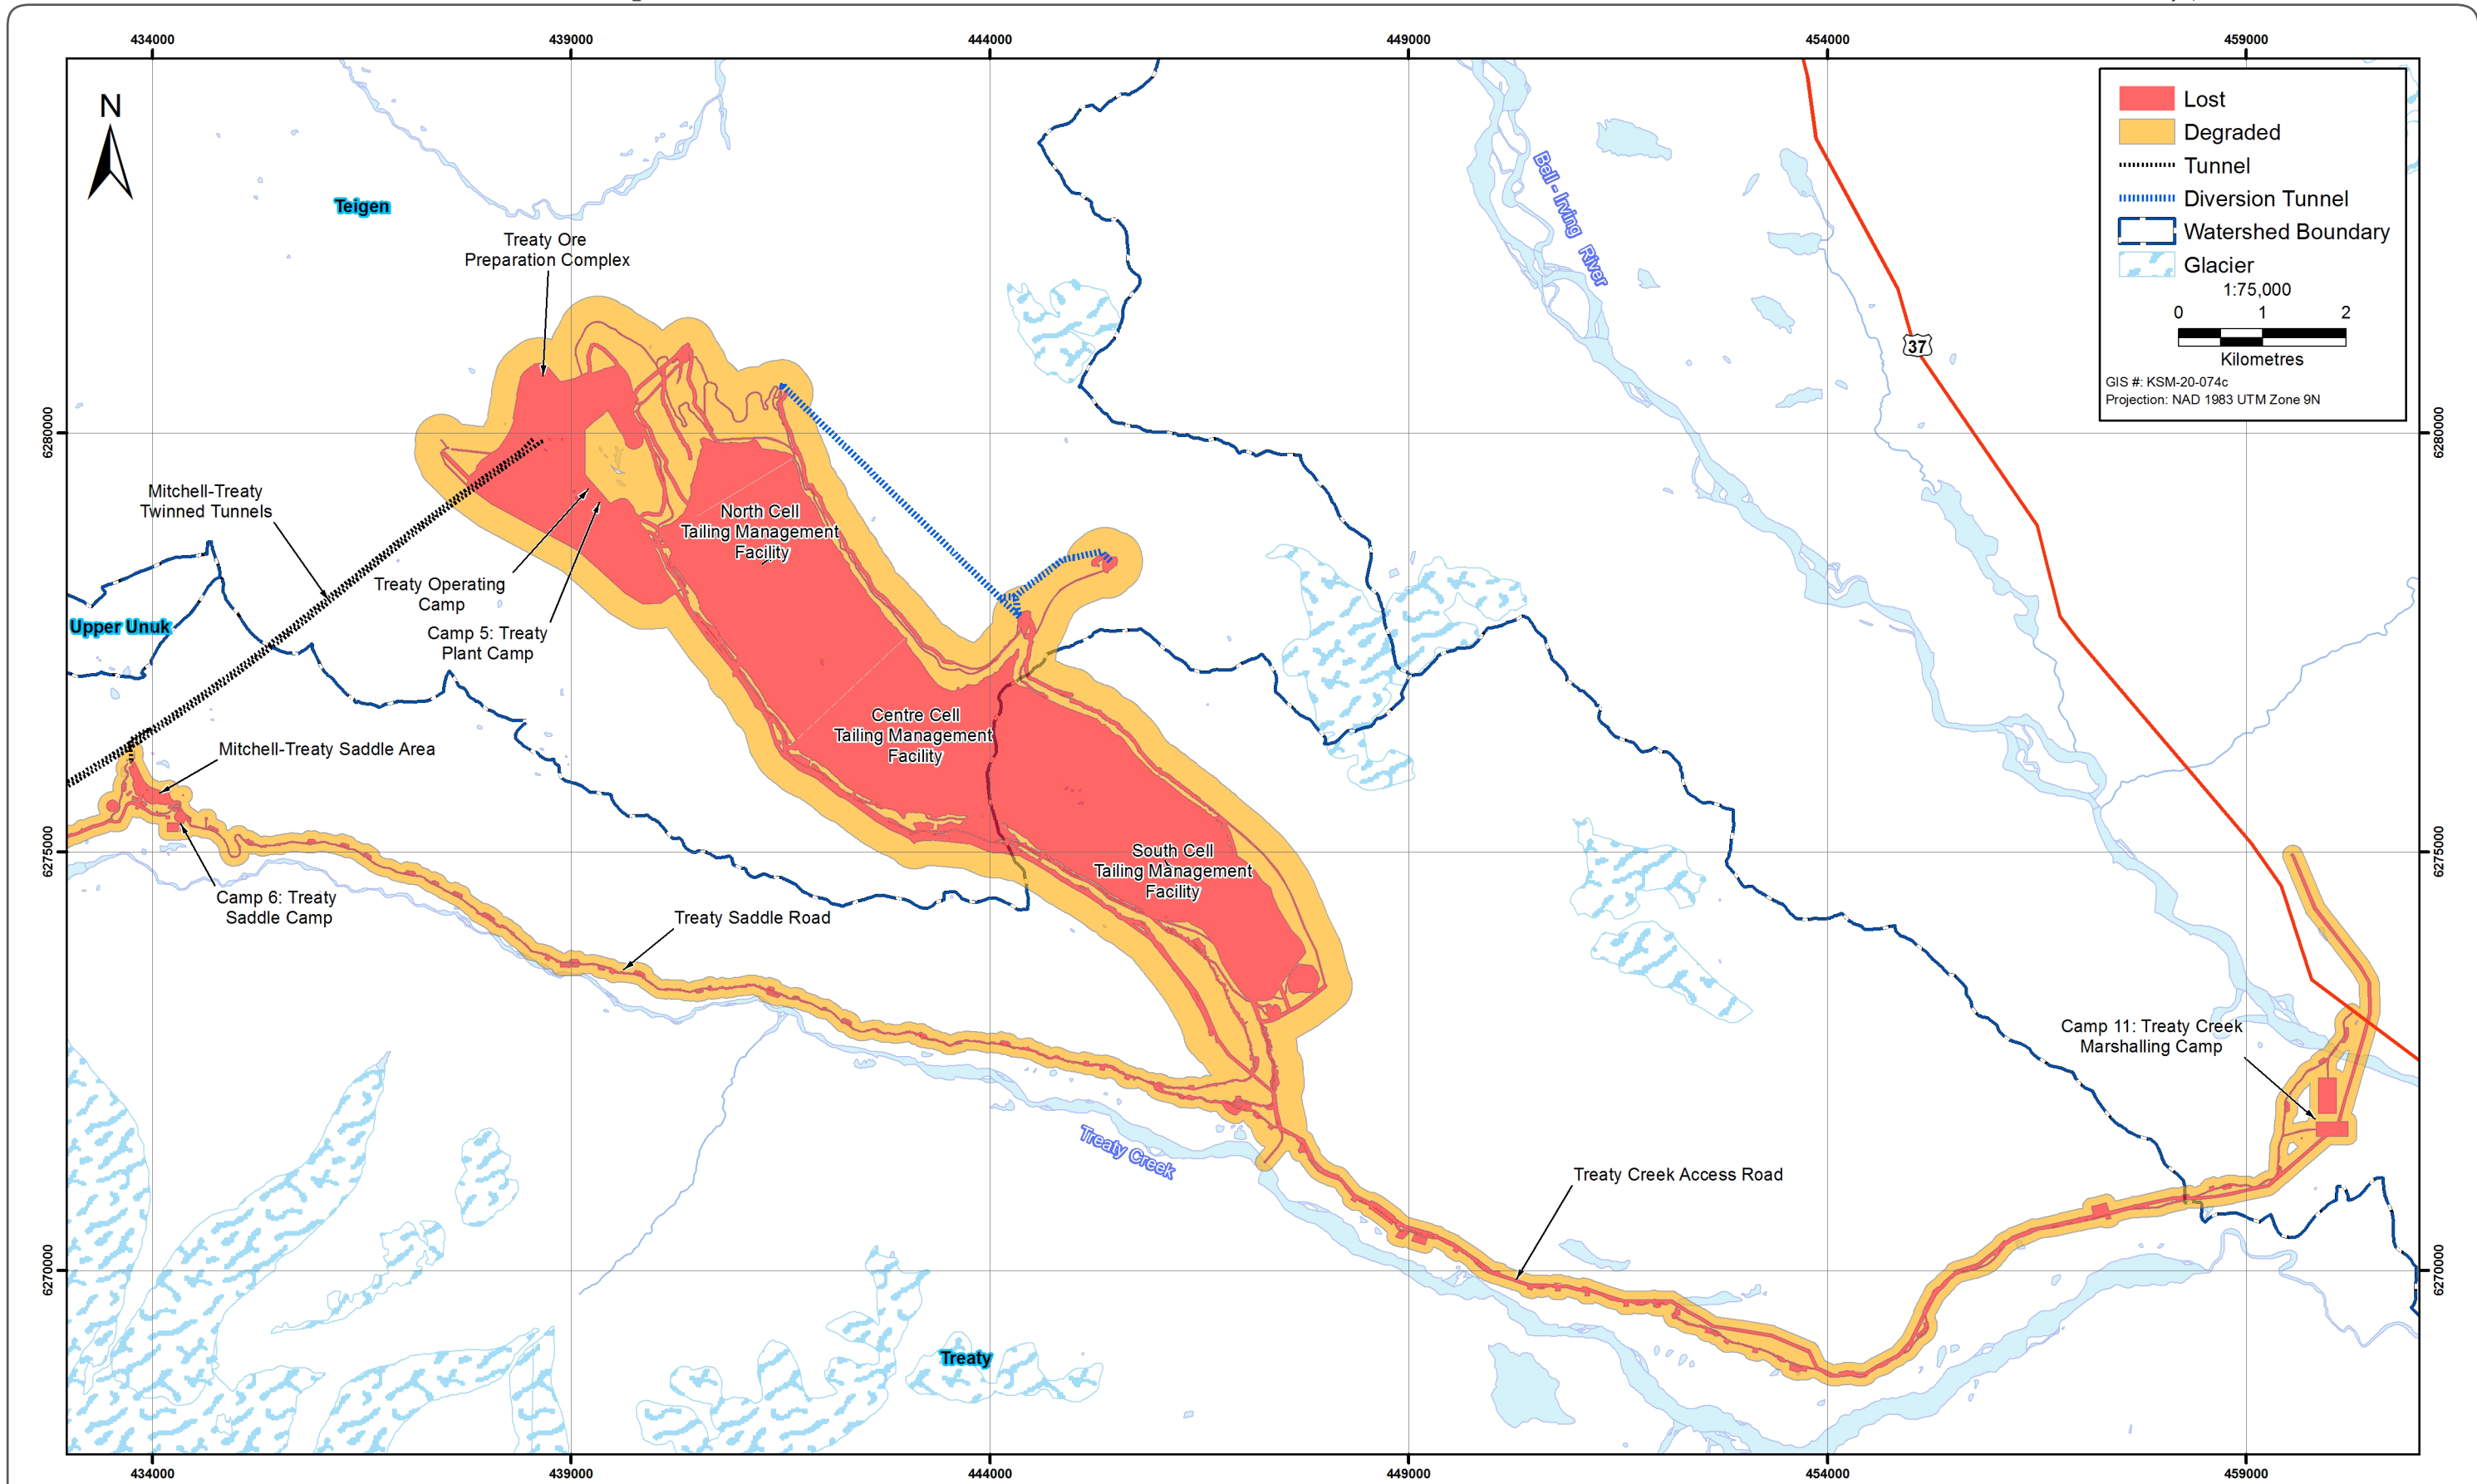 434000
439000
444000
449000
454000
459000
N
Lost
Degraded
Tunnel
Diversion Tunnel
Watershed Boundary
Glacier
1:75,000
0 1 2
Kilometres
GIS #: KSM-20-074c
Projection: NAD 1983 UTM Zone 9N
Bell - Irving River
Teigen
Treaty Ore
Preparation Complex
37
6280000
6280000
Mitchell-Treaty
Twinned Tunnels
North Cell
Tailing Management
Facility
Treaty Operating
Camp
Camp 5: Treaty
Plant Camp
Upper Unuk
Centre Cell
Tailing Management
Facility
Mitchell-Treaty Saddle Area
6275000
6275000
South Cell
Tailing Management
Facility
Camp 6: Treaty
Saddle Camp
Treaty Saddle Road
Camp 11: Treaty Creek
Marshalling Camp
Treaty Creek
Treaty Creek Access Road
6270000
6270000
Treaty
434000
439000
444000
449000
454000
459000